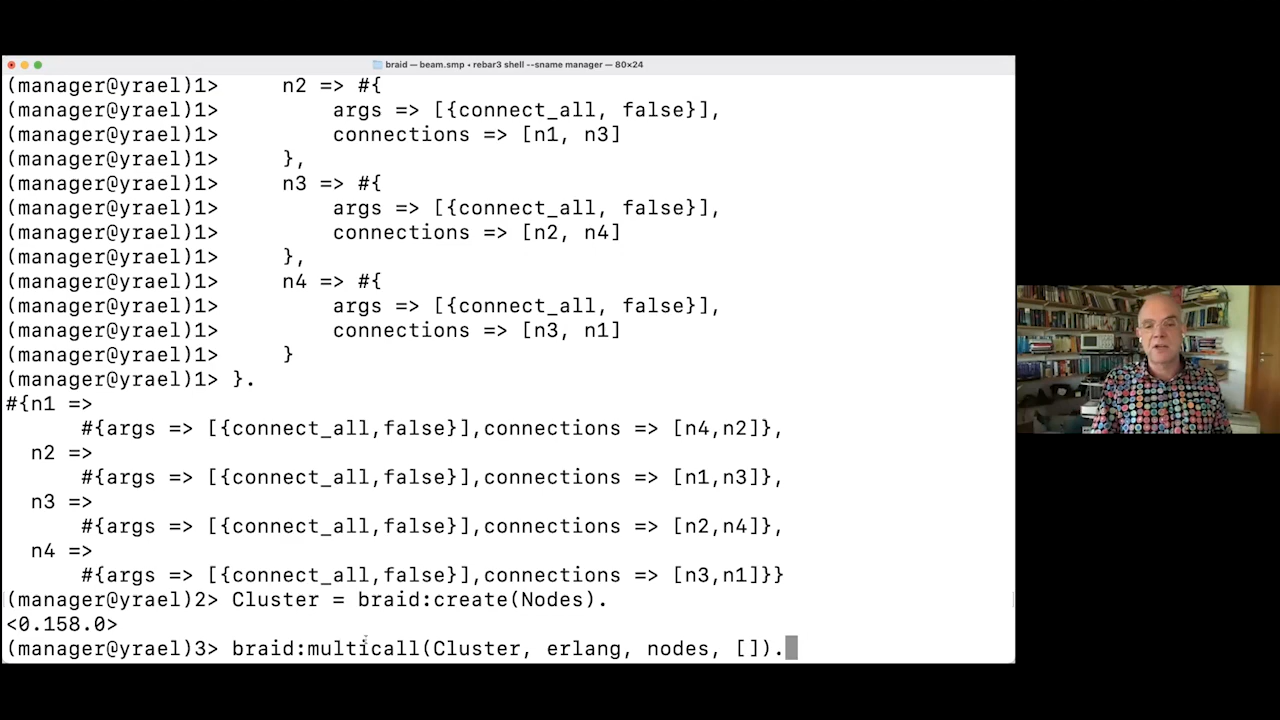 braid — beam.smp • rebar3 shell --sname manager — 80×24
(manager@yrael)1>     n2 => #{
(manager@yrael)1>         args => [{connect_all, false}],
(manager@yrael)1>         connections => [n1, n3]
(manager@yrael)1>     },
(manager@yrael)1>     n3 => #{
(manager@yrael)1>         args => [{connect_all, false}],
(manager@yrael)1>         connections => [n2, n4]
(manager@yrael)1>     },
(manager@yrael)1>     n4 => #{
(manager@yrael)1>         args => [{connect_all, false}],
(manager@yrael)1>         connections => [n3, n1]
(manager@yrael)1>     }
(manager@yrael)1> }.
#{n1 =>
      #{args => [{connect_all,false}],connections => [n4,n2]},
  n2 =>
      #{args => [{connect_all,false}],connections => [n1,n3]},
  n3 =>
      #{args => [{connect_all,false}],connections => [n2,n4]},
  n4 =>
      #{args => [{connect_all,false}],connections => [n3,n1]}}
(manager@yrael)2> Cluster = braid:create(Nodes).
<0.158.0>
(manager@yrael)3> braid:multicall(Cluster, erlang, nodes, []).